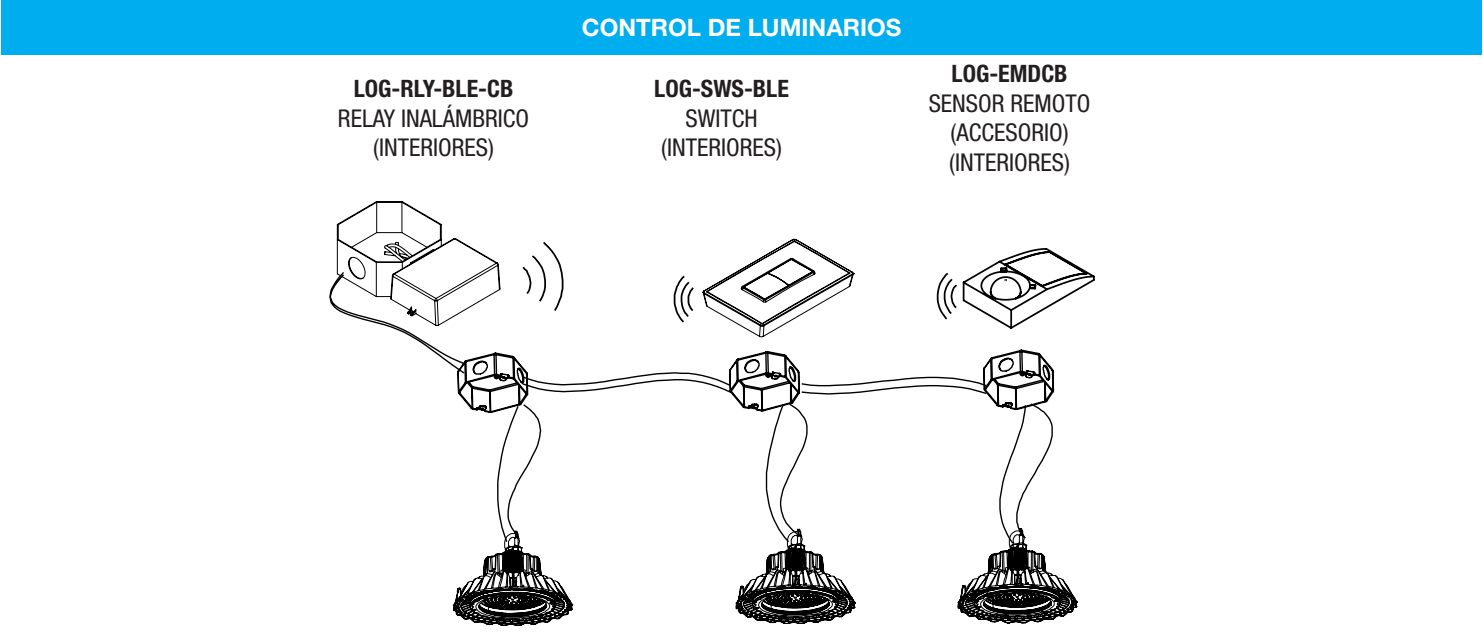 CONTROL DE LUMINARIOS
LOG-RLY-BLE-CB
RELAY INALÁMBRICO
(INTERIORES)
LOG-SWS-BLE
SWITCH
(INTERIORES)
LOG-EMDCB
SENSOR REMOTO
(ACCESORIO)
(INTERIORES)